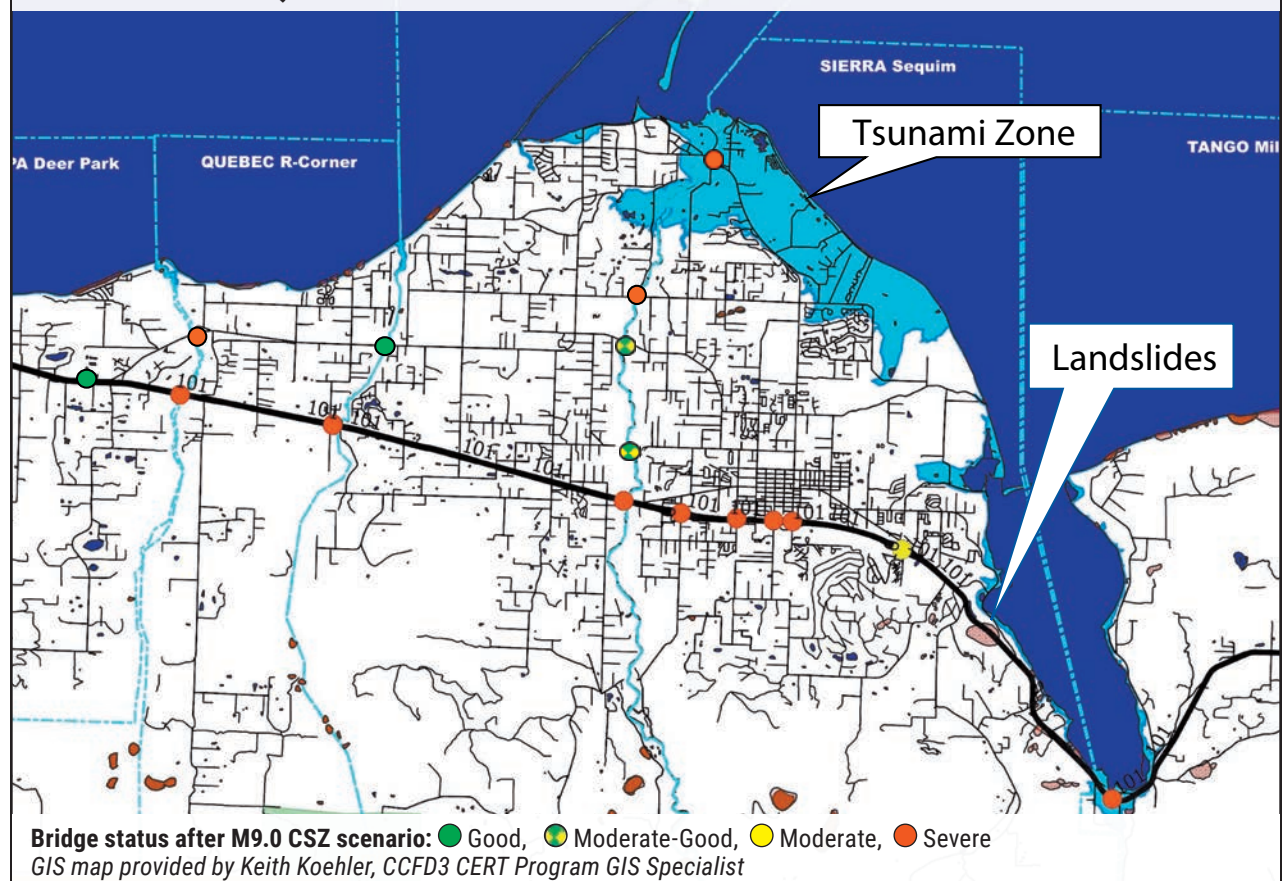 SIERRA Sequim
Tsunami Zone
PA Deer Park
QUEBEC R-Corner
TANGO Mil
Landslides
101
101
101
101
101
101
101
101
101
101
101
101
101
Bridge status after M9.0 CSZ scenario: Good, Moderate-Good, Moderate, Severe
GIS map provided by Keith Koehler, CCFD3 CERT Program GIS Specialist